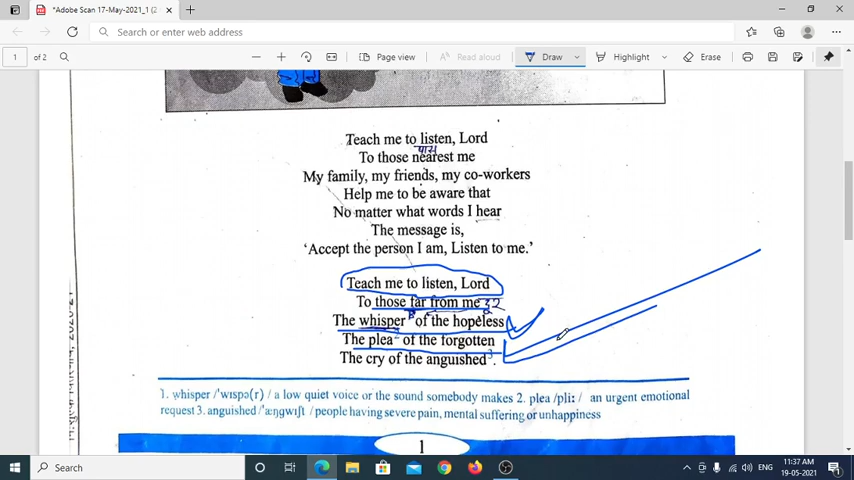 *Adobe Scan 17-May-2021_1 (2
Search or enter web address
1 of 2
Page view
Read aloud
Draw
Highlight
Erase
Teach me to listen, Lord
पास
To those nearest me
My family, my friends, my co-workers
Help me to be aware that
No matter what words I hear
The message is,
‘Accept the person I am, Listen to me.’
Teach me to listen, Lord
To those far from me
The whisper of the hopeless
The plea² of the forgotten
The cry of the anguished³.
1. whisper /ˈwɪspə(r) / a low quiet voice or the sound somebody makes 2. plea /pliː / an urgent emotional
request 3. anguished /ˈæŋgwɪʃt / people having severe pain, mental suffering or unhappiness
1
Search
ENG
11:37 AM
19-05-2021